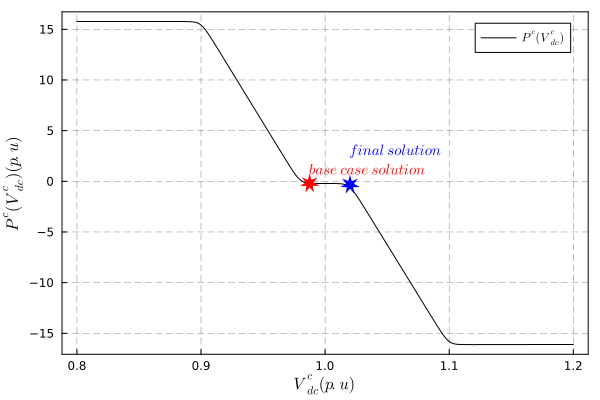 15
10
5
0
−5
−10
−15
0.8
0.9
1.0
1.1
1.2
P^c(V^c_dc)(p.u)
V^c_dc(p.u)
P^c(V^c_dc)
final solution
base case solution